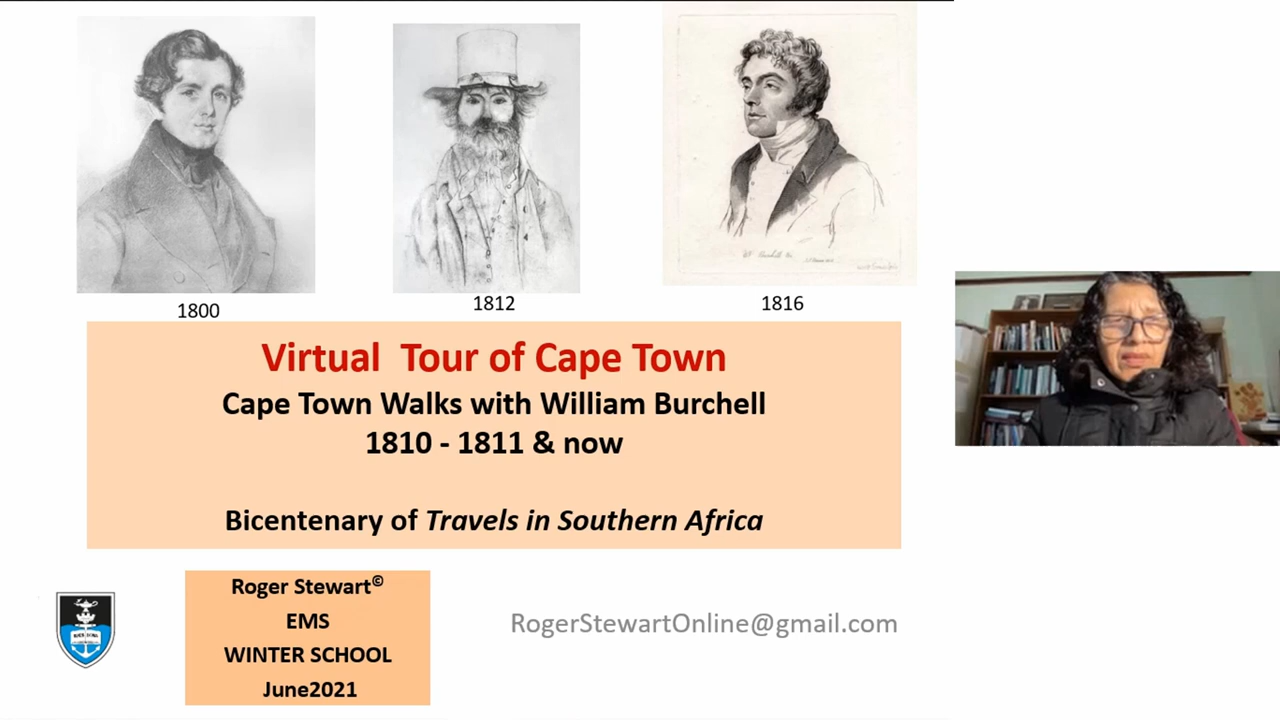 1800
1812
1816
Virtual Tour of Cape Town
Cape Town Walks with William Burchell
1810 - 1811 & now
Bicentenary of Travels in Southern Africa
Roger Stewart©
EMS
WINTER SCHOOL
June2021
RogerStewartOnline@gmail.com